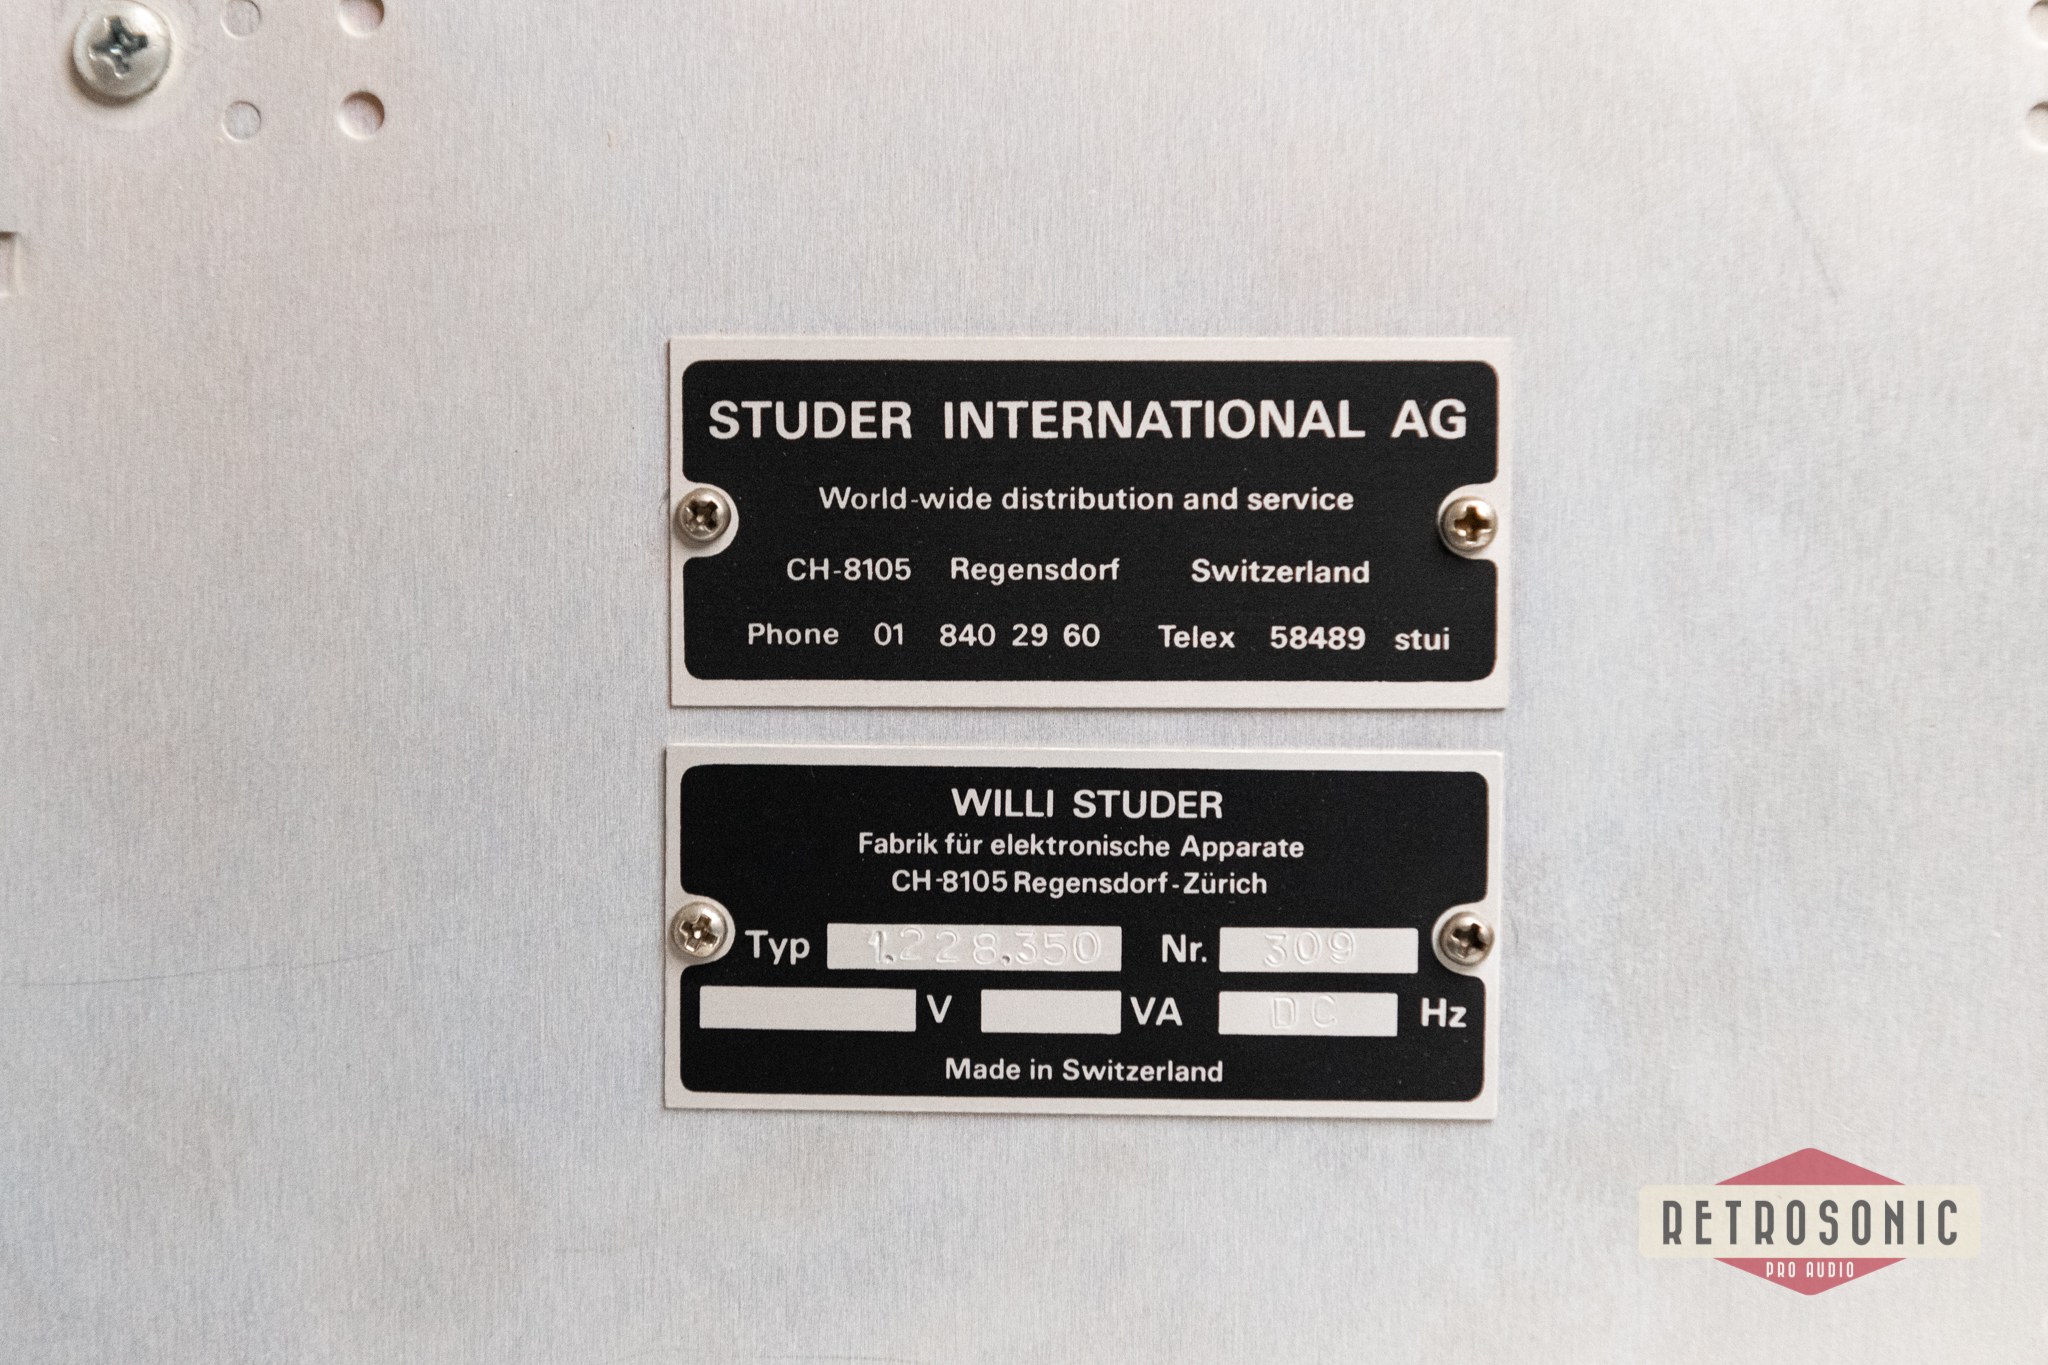 STUDER INTERNATIONAL AG
World-wide distribution and service
CH-8105 Regensdorf Switzerland
Phone 01 840 29 60 Telex 58489 stui
WILLI STUDER
Fabrik für elektronische Apparate
CH-8105 Regensdorf-Zürich
Typ 1.228.350 Nr. 309
V VA DC Hz
Made in Switzerland
RETROSONIC
PRO AUDIO